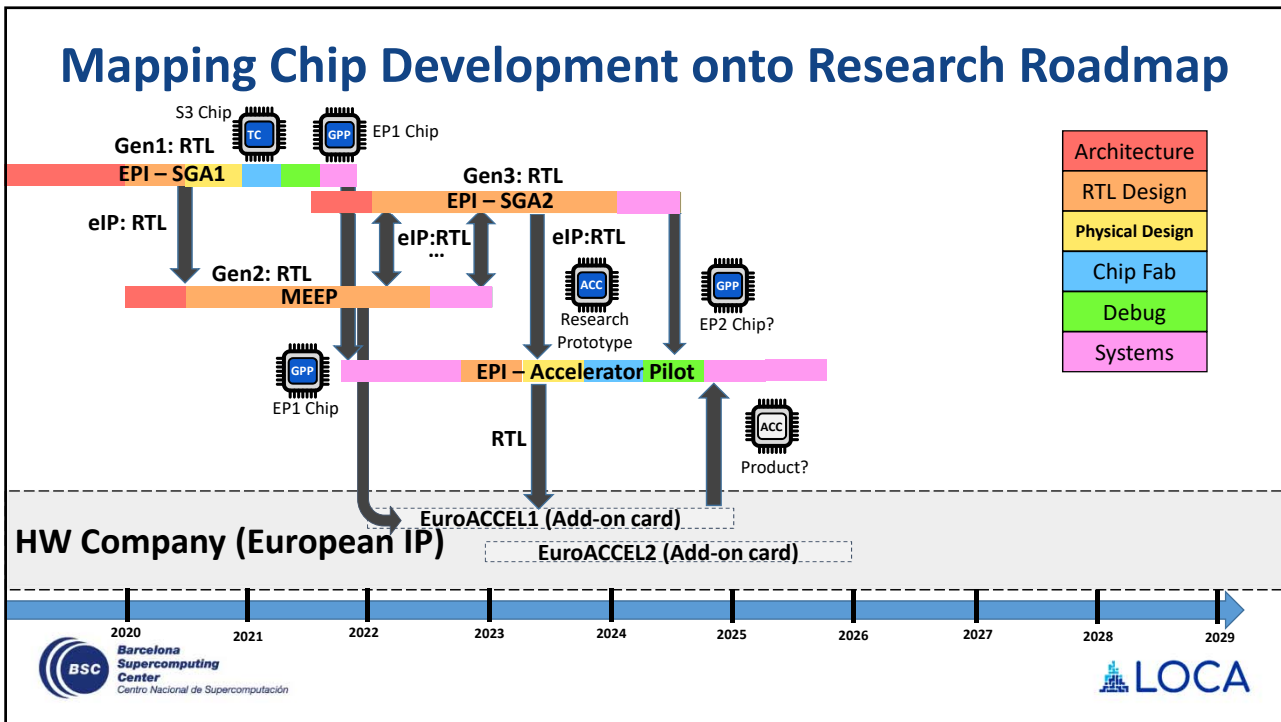 Mapping Chip Development onto Research Roadmap
S3 Chip
TC
GPP
EP1 Chip
Gen1: RTL
EPI – SGA1
Gen3: RTL
EPI – SGA2
eIP: RTL
eIP:RTL
...
eIP:RTL
Gen2: RTL
MEEP
ACC
Research
Prototype
GPP
EP2 Chip?
GPP
EP1 Chip
EPI – Accelerator Pilot
RTL
ACC
Product?
Architecture
RTL Design
Physical Design
Chip Fab
Debug
Systems
EuroACCEL1 (Add-on card)
HW Company (European IP)
EuroACCEL2 (Add-on card)
2020
2021
2022
2023
2024
2025
2026
2027
2028
2029
BSC
Barcelona
Supercomputing
Center
Centro Nacional de Supercomputación
LOCA